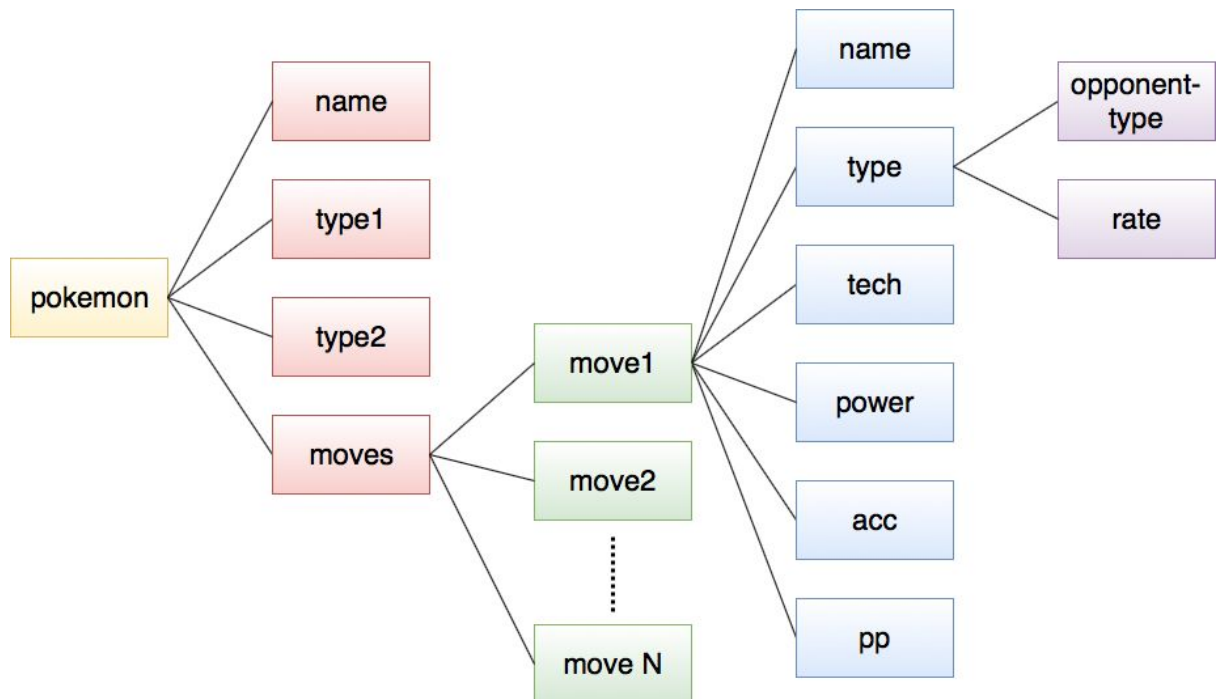 pokemon
name
type1
type2
moves
move1
move2
move N
name
type
tech
power
acc
pp
opponent-
type
rate